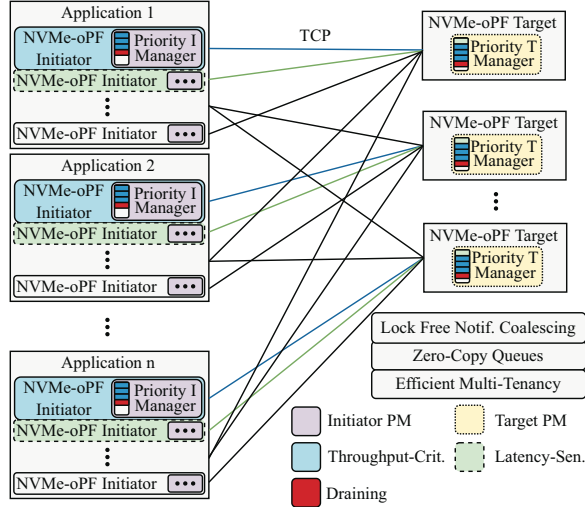 Application 1
NVMe-oPF
Initiator
Priority I
Manager
NVMe-oPF Initiator
NVMe-oPF Initiator
Application 2
NVMe-oPF
Initiator
Priority I
Manager
NVMe-oPF Initiator
NVMe-oPF Initiator
Application n
NVMe-oPF
Initiator
Priority I
Manager
NVMe-oPF Initiator
NVMe-oPF Initiator
TCP
NVMe-oPF Target
Priority T
Manager
NVMe-oPF Target
Priority T
Manager
NVMe-oPF Target
Priority T
Manager
Lock Free Notif. Coalescing
Zero-Copy Queues
Efficient Multi-Tenancy
Initiator PM
Target PM
Throughput-Crit.
Latency-Sen.
Draining